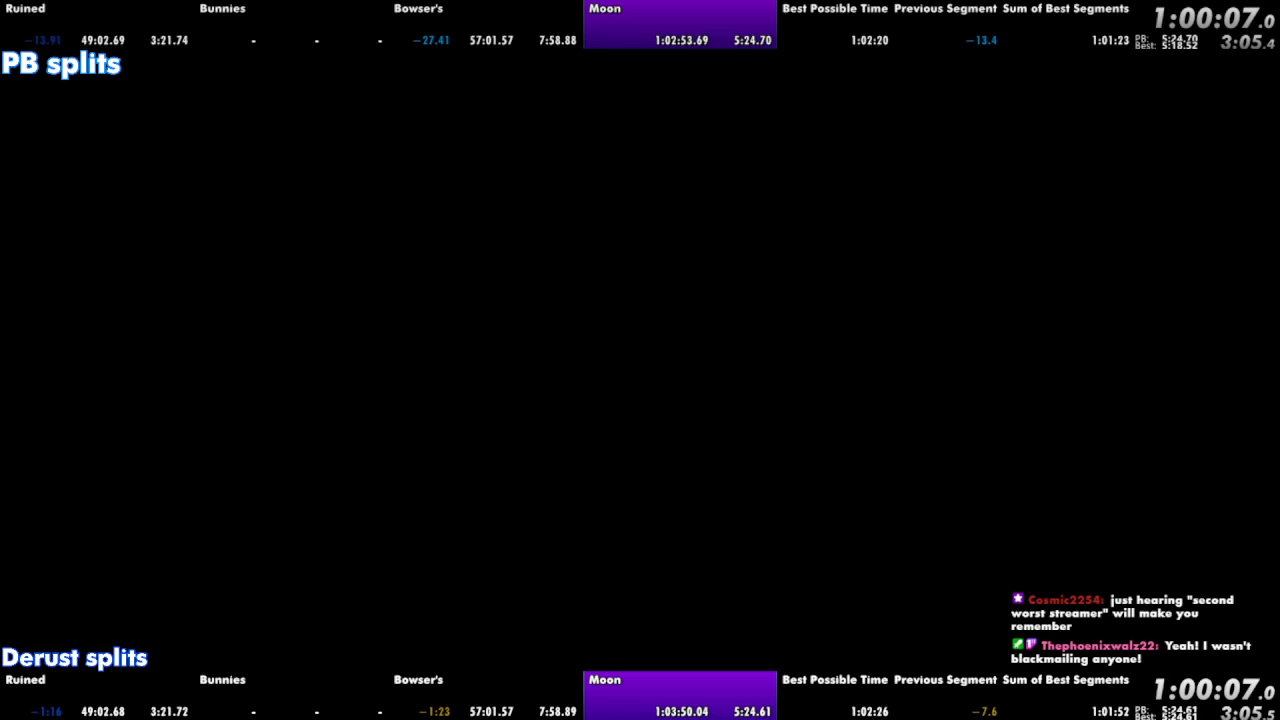 Ruined Bunnies Bowser's Moon Best Possible Time Previous Segment Sum of Best Segments 1:00:07.0
−13.91 49:02.69 3:21.74 - - - −27.41 57:01.57 7:58.88 1:02:53.69 5:24.70 1:02:20 −13.4 1:01:23 PB: 5:24.70 3:05.4
Best: 5:18.52
PB splits
Cosmic2254: just hearing "second
worst streamer" will make you
remember
Thephoenixwalz22: Yeah! I wasn't
blackmailing anyone!
Derust splits
Ruined Bunnies Bowser's Moon Best Possible Time Previous Segment Sum of Best Segments 1:00:07.0
−1:16 49:02.68 3:21.72 - - - −1:23 57:01.57 7:58.89 1:03:50.04 5:24.61 1:02:26 −7.6 1:01:52 PB: 5:24.61 3:05.5
Best: 5:24.61